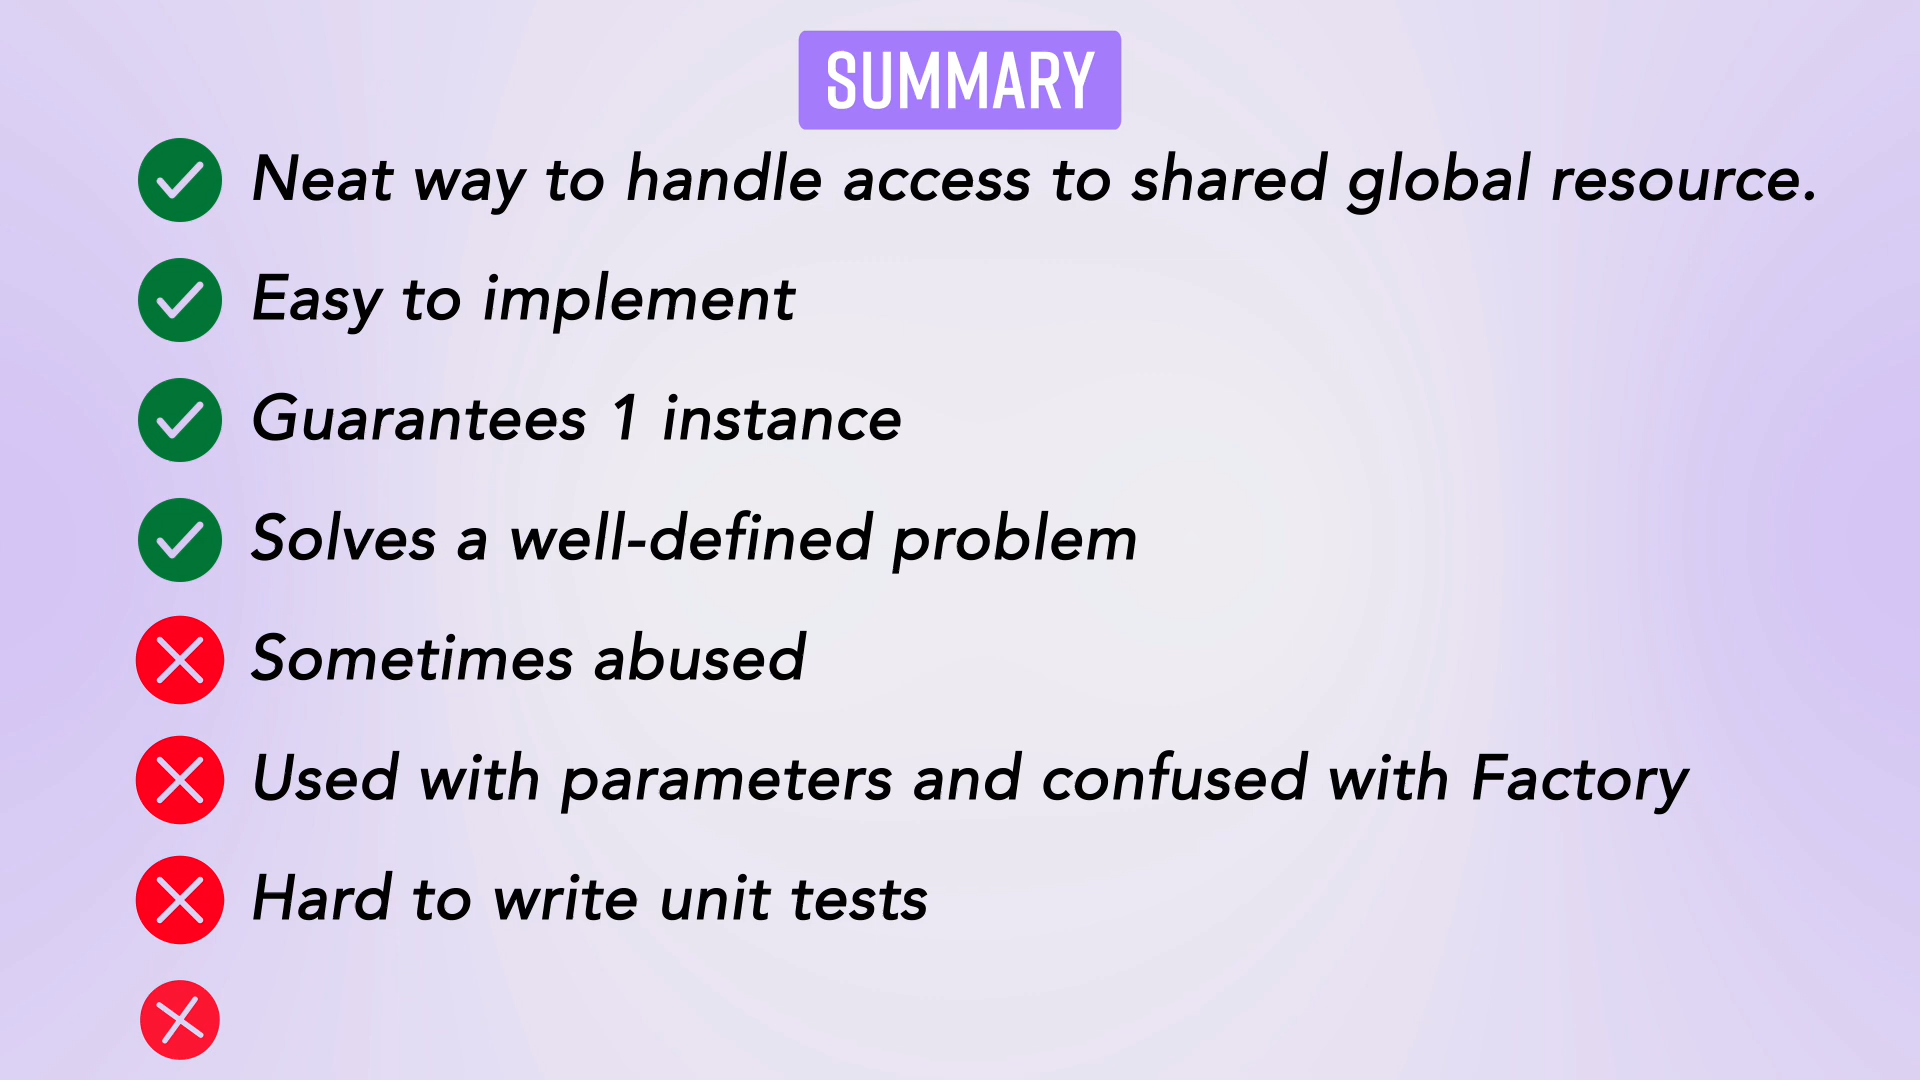 SUMMARY
Neat way to handle access to shared global resource.
Easy to implement
Guarantees 1 instance
Solves a well-defined problem
Sometimes abused
Used with parameters and confused with Factory
Hard to write unit tests